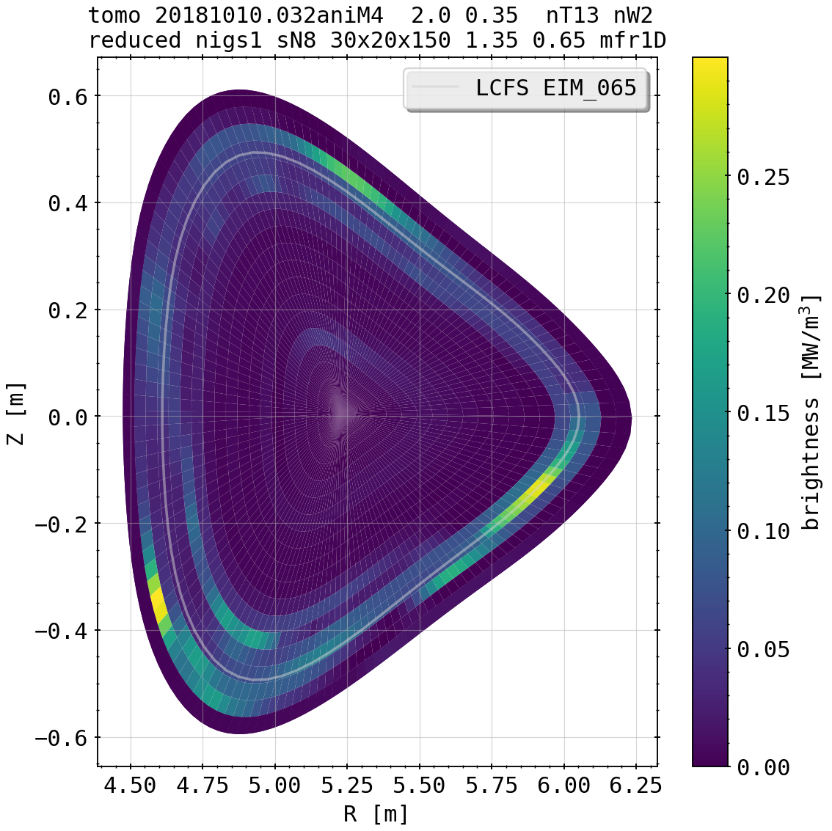 tomo 20181010.032aniM4  2.0 0.35  nT13 nW2
reduced nigs1 sN8 30x20x150 1.35 0.65 mfr1D
LCFS EIM_065
0.6
0.4
0.2
0.0
−0.2
−0.4
−0.6
Z [m]
4.50 4.75 5.00 5.25 5.50 5.75 6.00 6.25
R [m]
0.25
0.20
0.15
0.10
0.05
0.00
brightness [MW/m³]